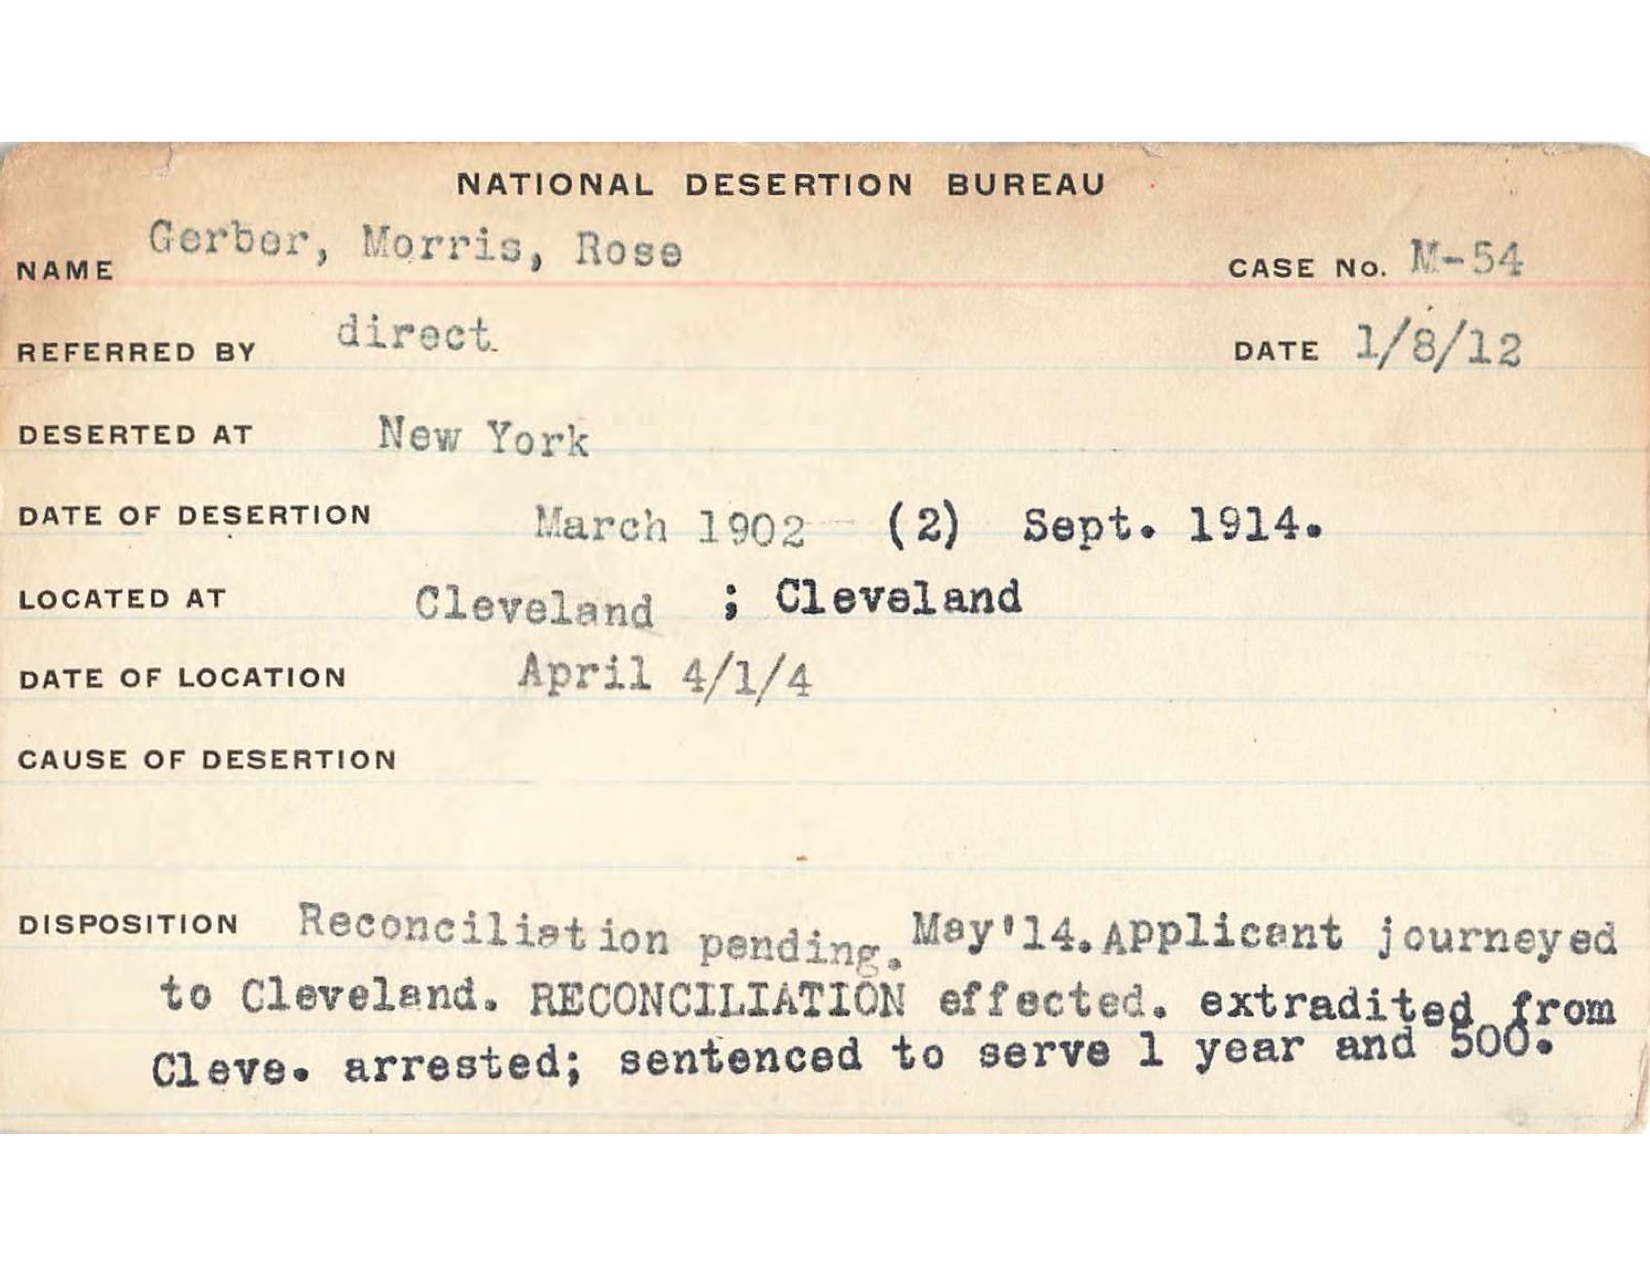 NATIONAL DESERTION BUREAU
NAME Gerber, Morris, Rose CASE No. M-54
REFERRED BY direct DATE 1/8/12
DESERTED AT New York
DATE OF DESERTION March 1902 (2) Sept. 1914.
LOCATED AT Cleveland ; Cleveland
DATE OF LOCATION April 4/1/4
CAUSE OF DESERTION
DISPOSITION Reconciliation pending. May'14. Applicant journeyed
to Cleveland. RECONCILIATION effected. extradited from
Cleve. arrested; sentenced to serve 1 year and 500.